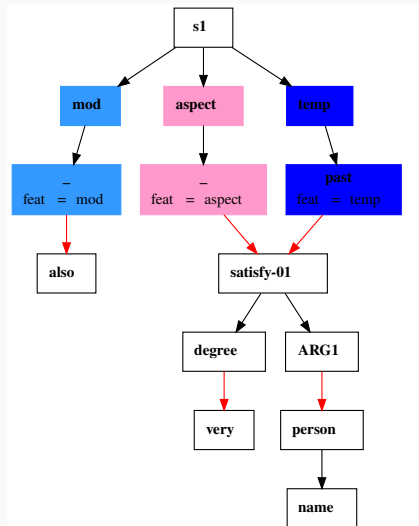 s1
mod
aspect
temp
_
feat = mod
_
feat = aspect
past
feat = temp
also
satisfy-01
degree
ARG1
very
person
name